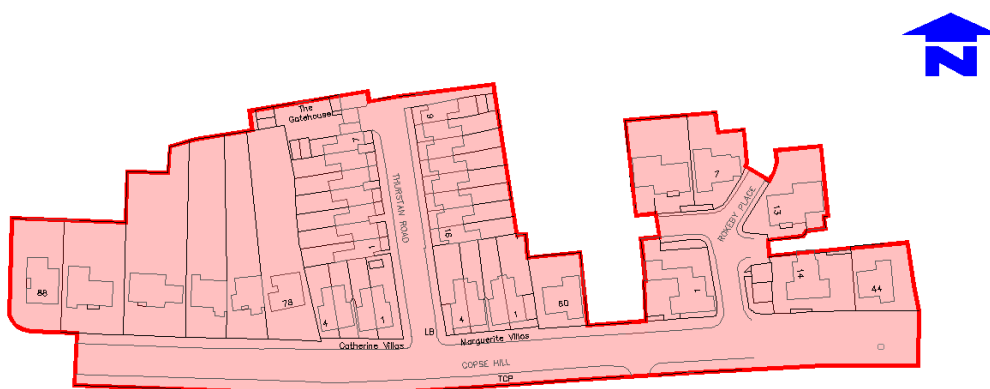 N
The
Gatehouse
7
9
7
THURSTAN ROAD
ROKEBY PLACE
13
1
16
88
78
4
1
4
1
60
1
14
44
LB
Catherine Villas
Marguerite Villas
COPSE HILL
TCP